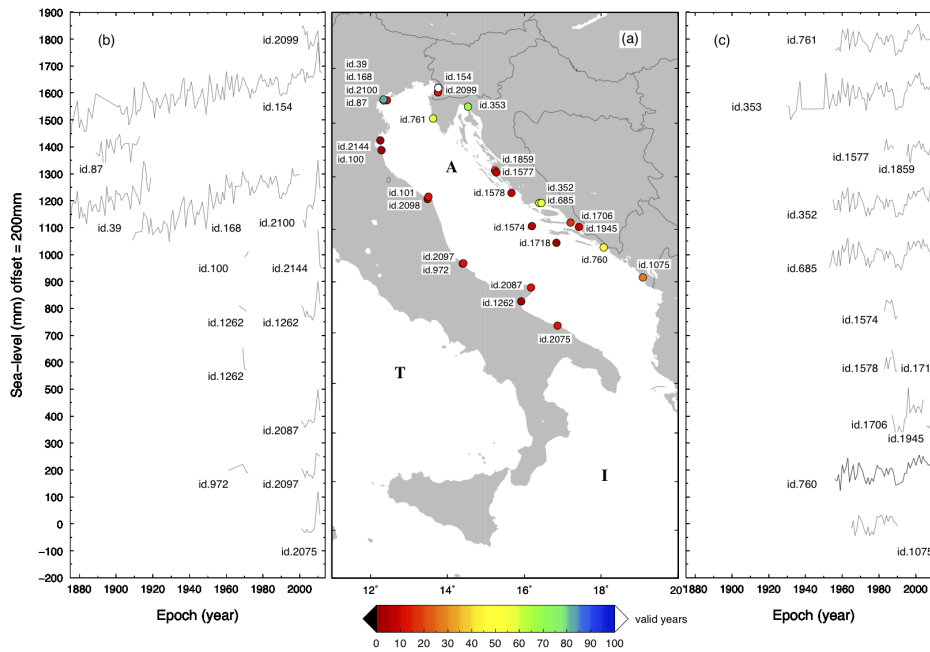 Sea-level (mm) offset = 200mm
1900
1800
1700
1600
1500
1400
1300
1200
1100
1000
900
800
700
600
500
400
300
200
100
0
−100
−200
(b)
id.2099
id.154
id.87
id.39
id.168
id.2100
id.100
id.2144
id.1262
id.1262
id.1262
id.2087
id.972
id.2097
id.2075
1880
1900
1920
1940
1960
1980
2000
Epoch (year)
(a)
id.39
id.168
id.2100
id.87
id.154
id.2099
id.353
id.761
id.2144
id.100
A
id.1859
id.1577
id.101
id.2098
id.1578
id.352
id.685
id.1574
id.1706
id.1945
id.1718
id.760
id.2097
id.972
id.1075
id.2087
id.1262
id.2075
T
I
12˚
14˚
16˚
18˚
20˚
0
10
20
30
40
50
60
70
80
90
100
valid years
(c)
id.761
id.353
id.1577
id.1859
id.352
id.685
id.1574
id.1578
id.171
id.1706
id.1945
id.760
id.1075
1880
1900
1920
1940
1960
1980
Epoch (year)